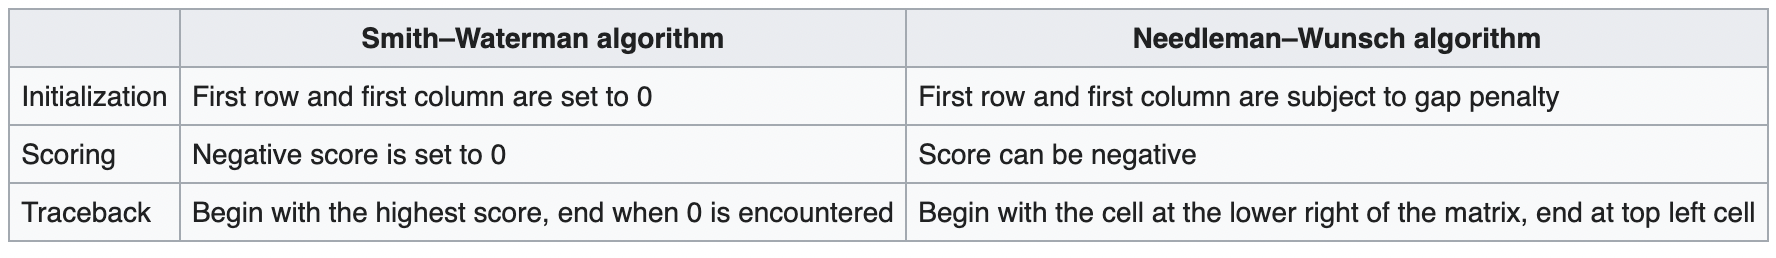 Smith–Waterman algorithm Needleman–Wunsch algorithm
Initialization First row and first column are set to 0 First row and first column are subject to gap penalty
Scoring Negative score is set to 0 Score can be negative
Traceback Begin with the highest score, end when 0 is encountered Begin with the cell at the lower right of the matrix, end at top left cell